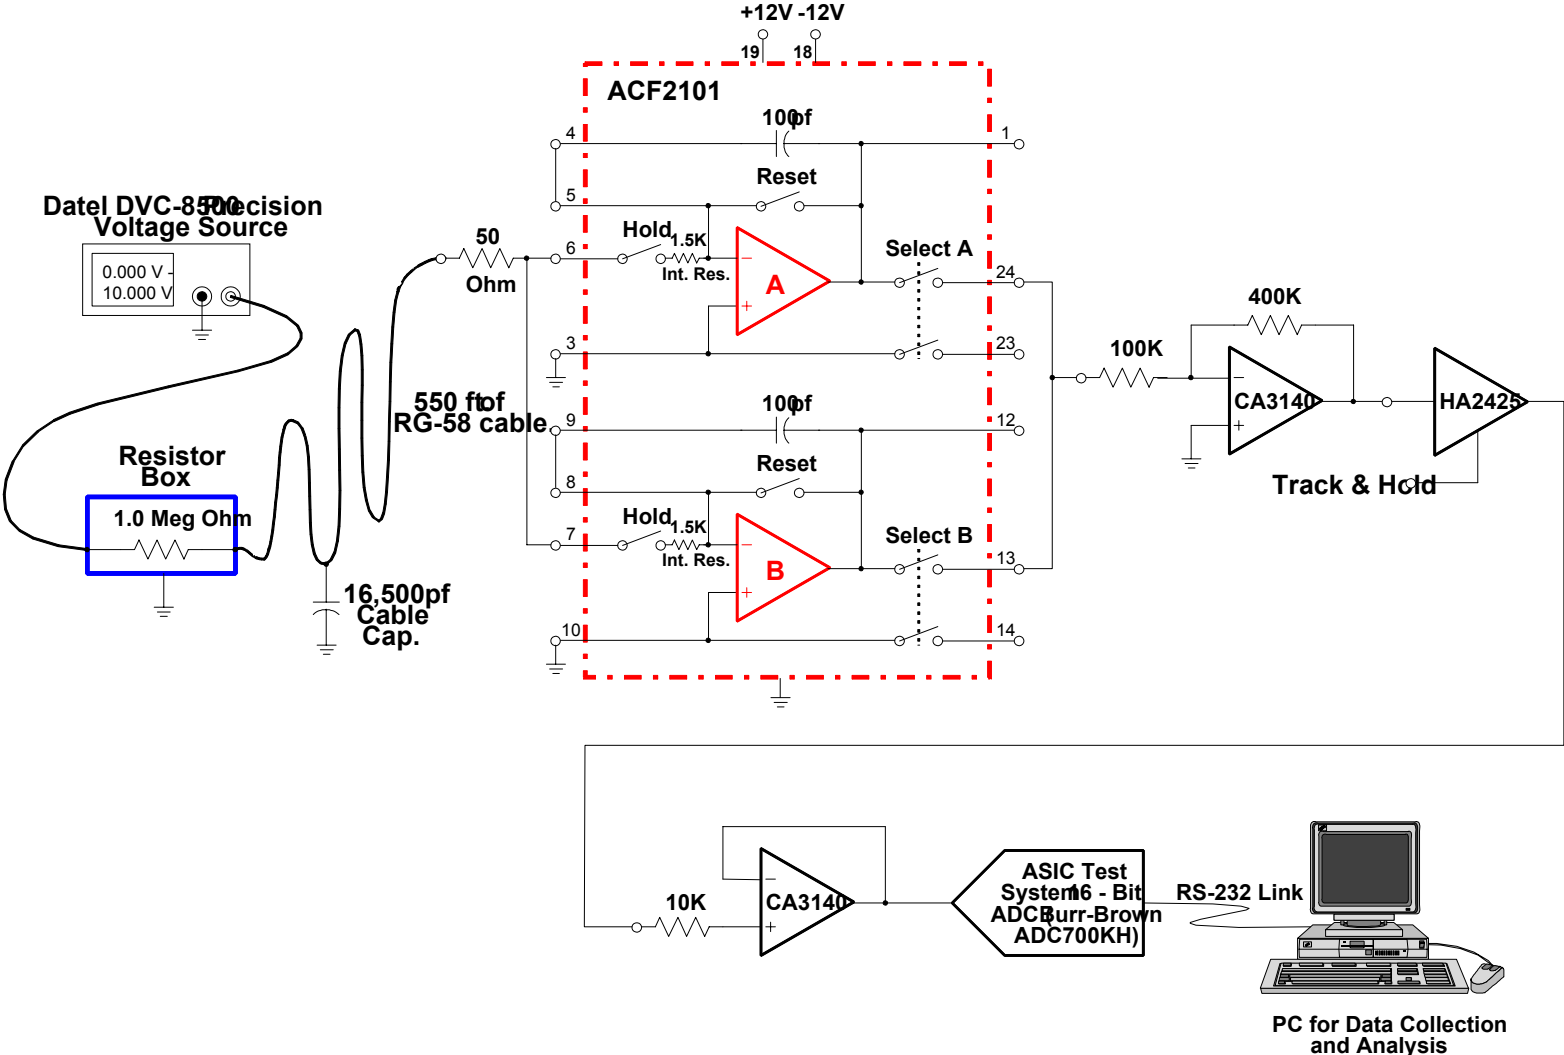 +12V -12V
19 18
ACF2101
100pf
4 1
Reset
5
Datel DVC-8500 Precision
Voltage Source
0.000 V -
10.000 V
50
Ohm
6
Hold
1.5K
Int. Res.
−
A
+
Select A
24
3 23
400K
100K
−
CA3140
+
HA2425
Track & Hold
550 ft of
RG-58 cable
100pf
9 12
Reset
8
Resistor
Box
1.0 Meg Ohm
7
Hold
1.5K
Int. Res.
−
B
+
Select B
13
16,500pf
Cable
Cap.
10 14
10K
−
CA3140
+
ASIC Test
System 16 - Bit
ADC (Burr-Brown
ADC700KH)
RS-232 Link
PC for Data Collection
and Analysis